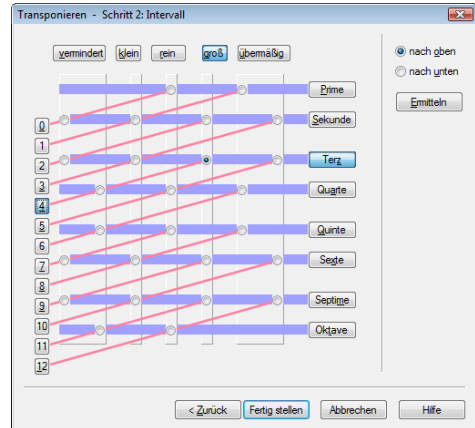 Transponieren - Schritt 2: Intervall
vermindert klein rein groß übermäßig
nach oben
nach unten
Ermitteln
Prime
0
Sekunde
1
2
Terz
3
4
Quarte
5
Quinte
6
7
Sexte
8
9
Septime
10
Oktave
11
12
< Zurück Fertig stellen Abbrechen Hilfe